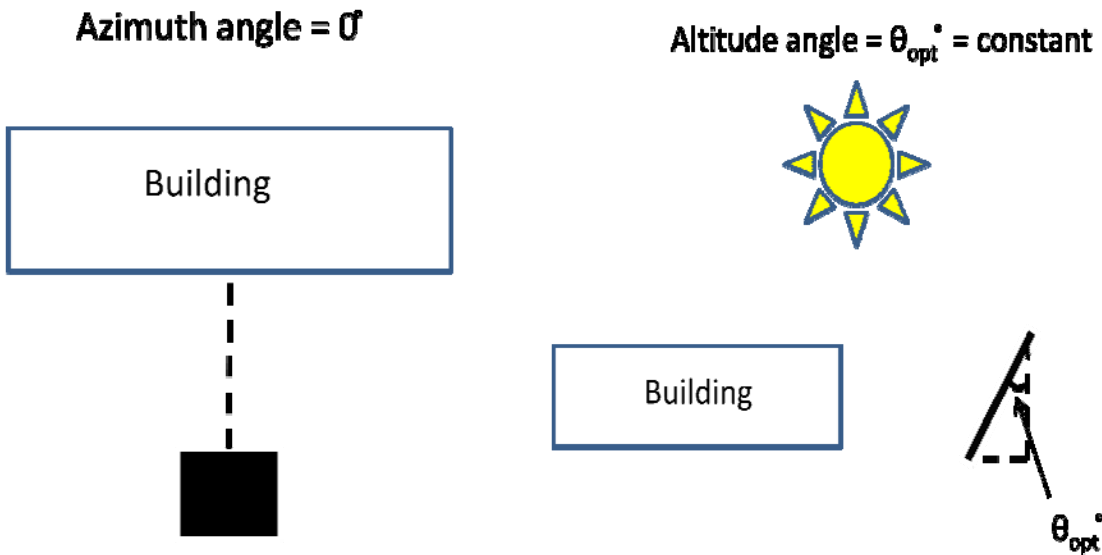 Azimuth angle = 0°
Altitude angle = θopt° = constant
Building
Building
θopt°